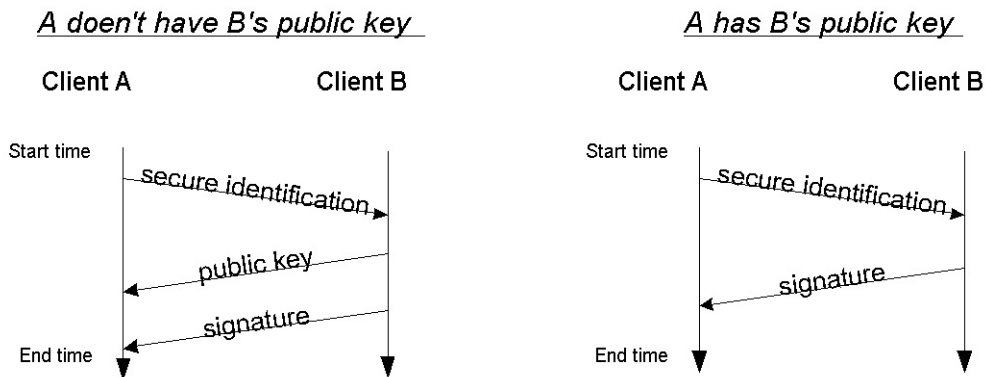 A doen't have B's public key
Client A Client B
Start time
secure identification
public key
signature
End time
A has B's public key
Client A Client B
Start time
secure identification
signature
End time